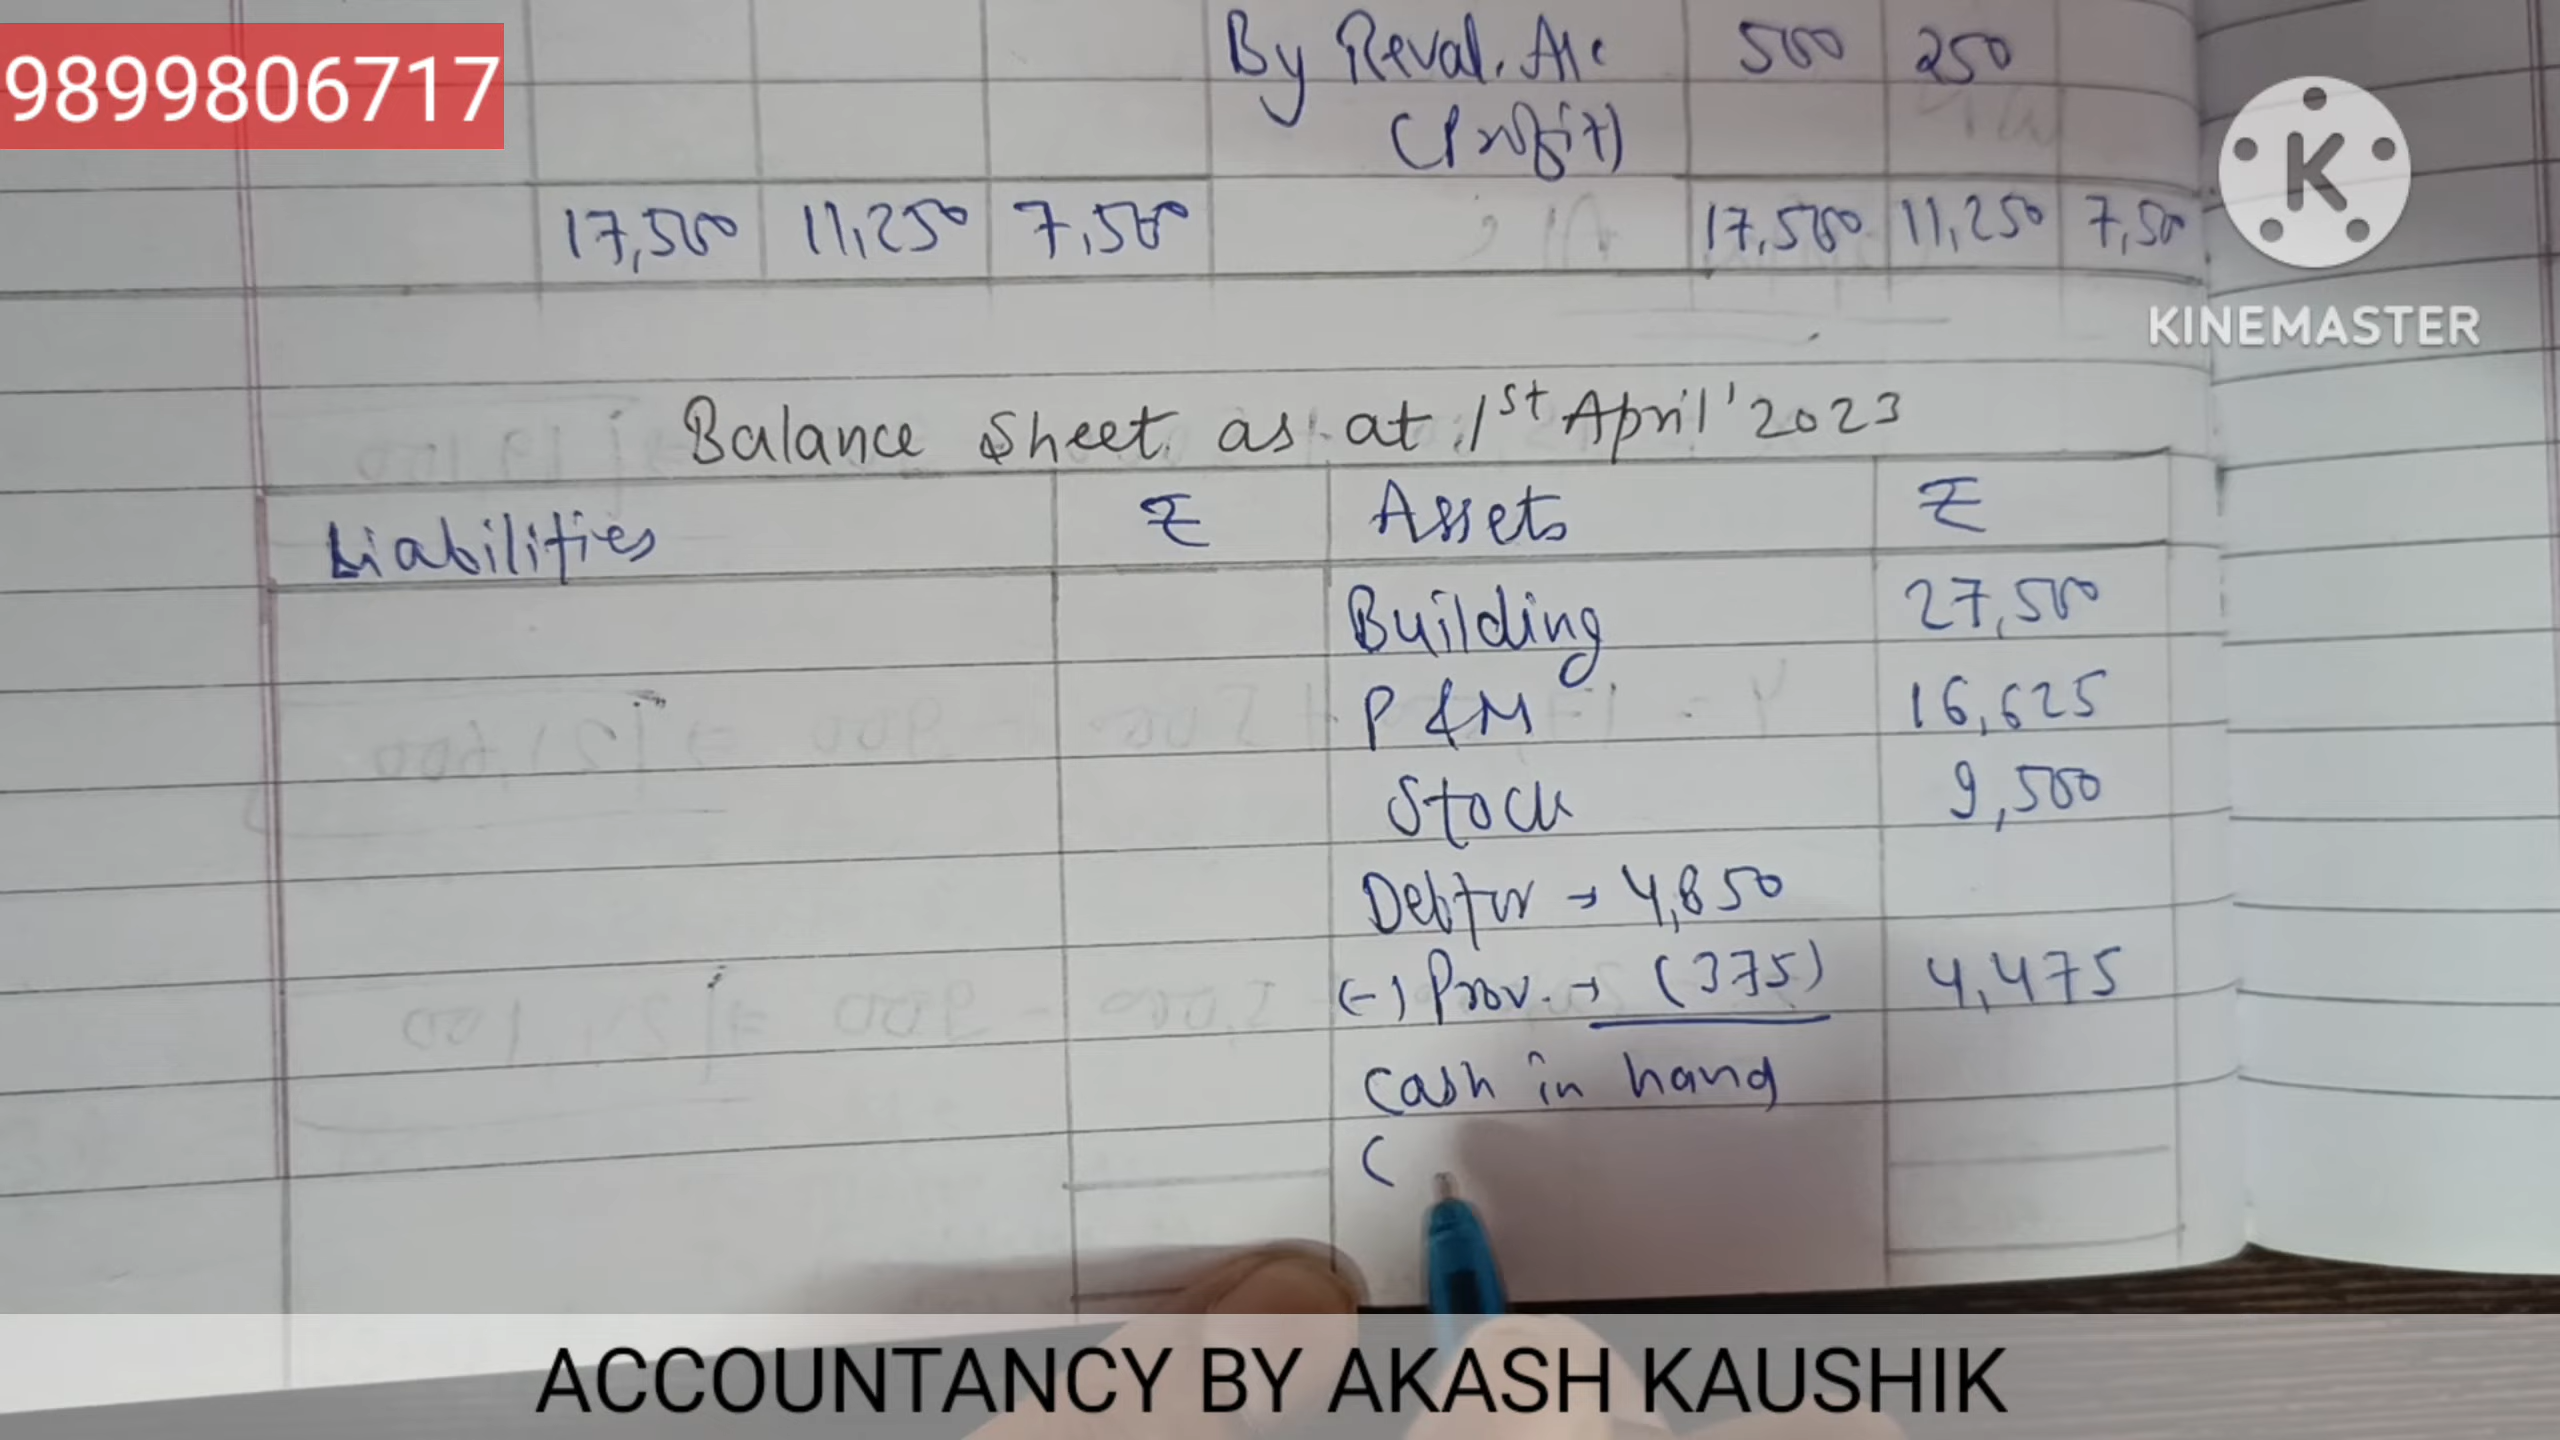 9899806717
By Reval. A/c 500 250
(Profit)
17,500 11,250 7,500 17,500 11,250 7,500
KINEMASTER
Balance Sheet as at 1st April' 2023
Liabilities ₹ Assets ₹
Building 27,500
P & M 16,625
Stock 9,500
Debtor → 4,850
(-) Prov. → (375) 4,475
Cash in hand
(
ACCOUNTANCY BY AKASH KAUSHIK